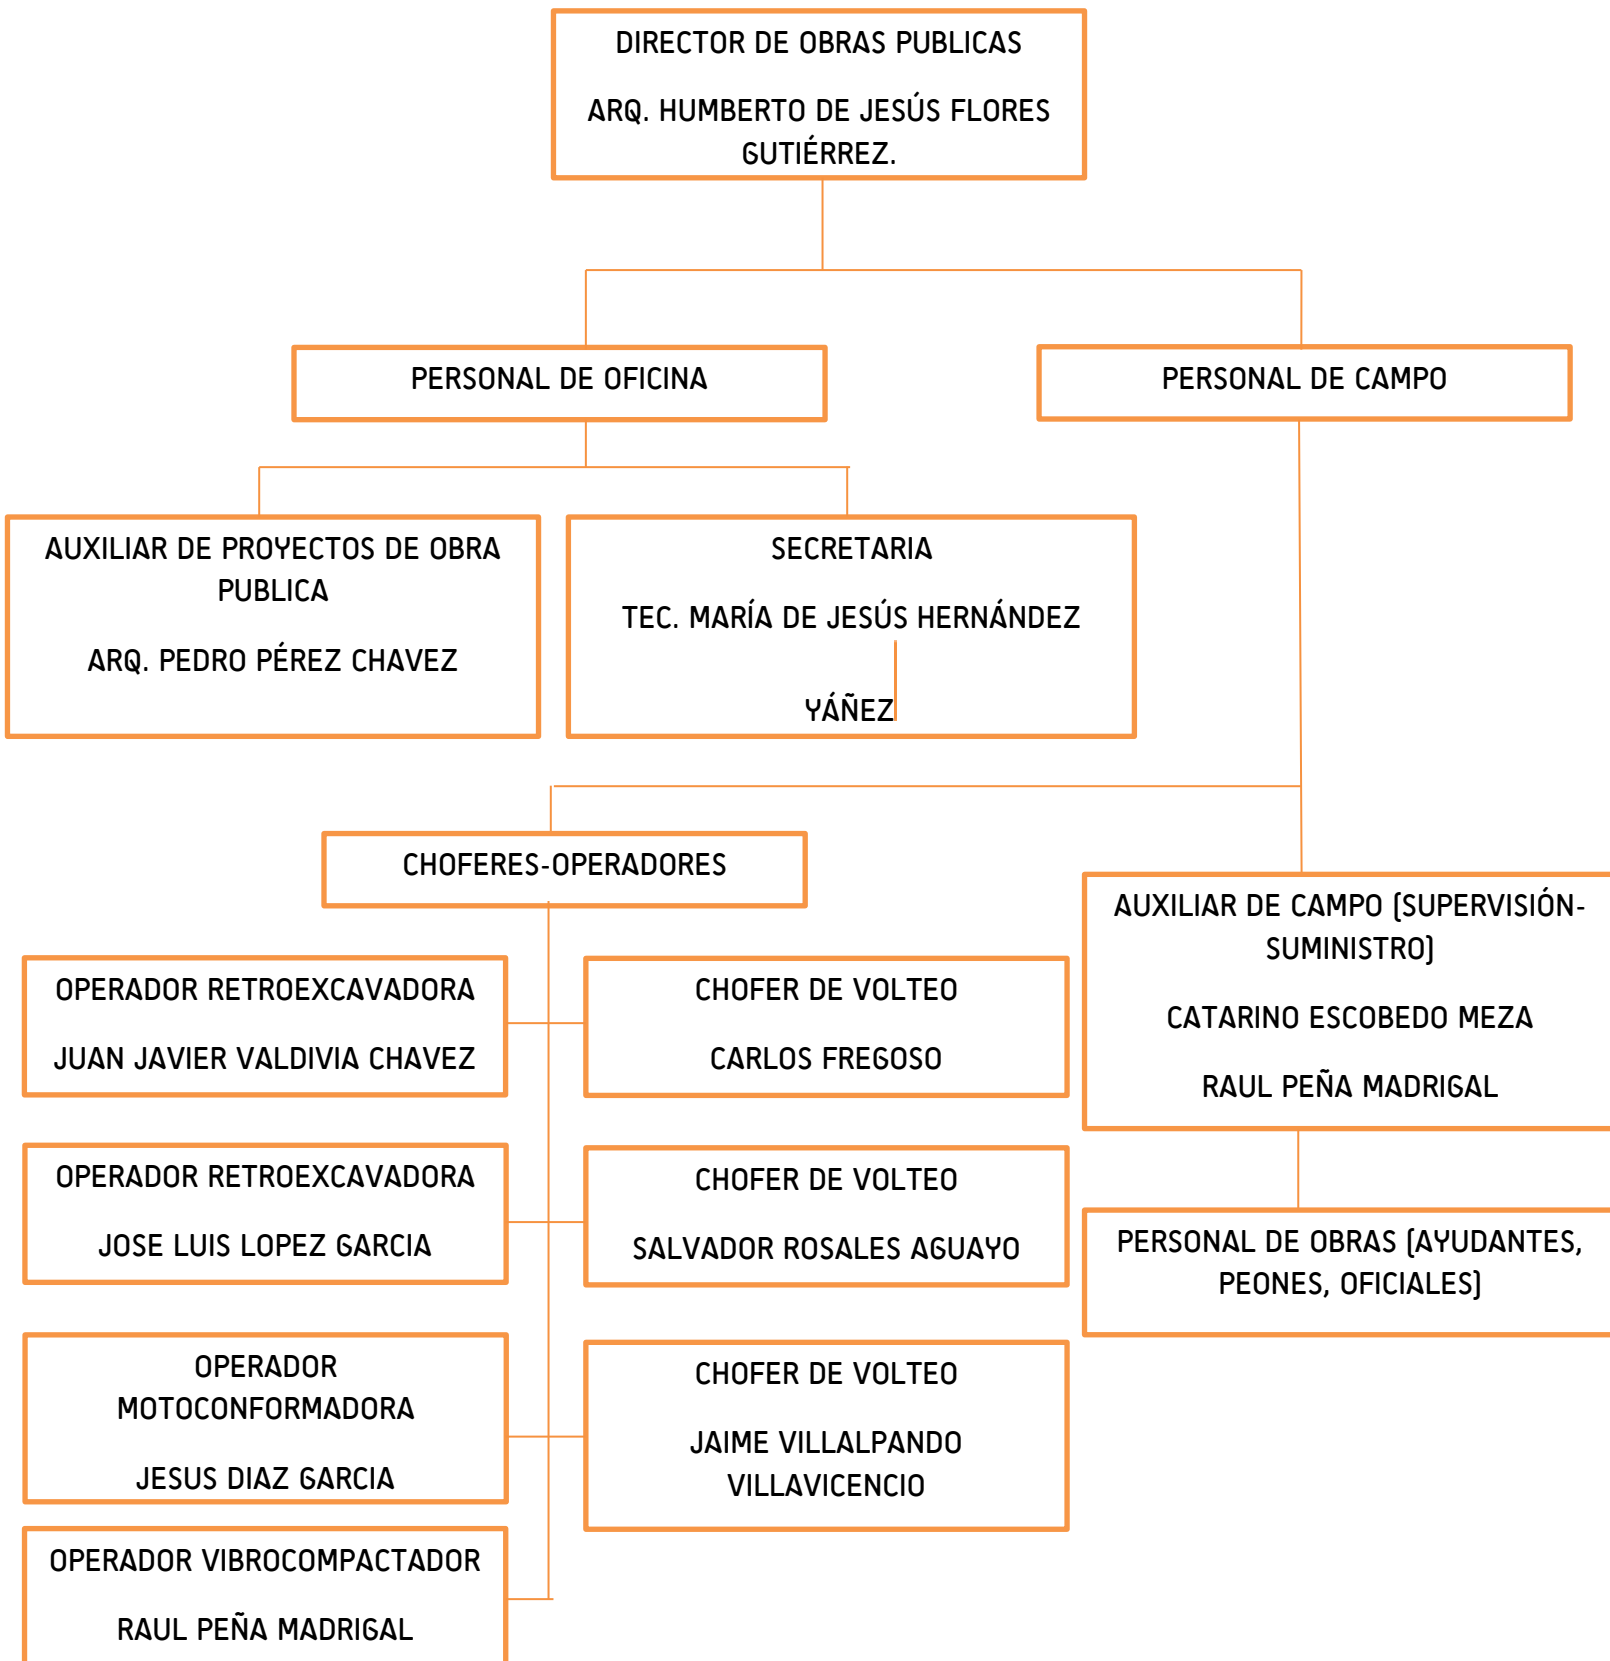 DIRECTOR DE OBRAS PUBLICAS
ARQ. HUMBERTO DE JESÚS FLORES
GUTIÉRREZ.
PERSONAL DE OFICINA
PERSONAL DE CAMPO
AUXILIAR DE PROYECTOS DE OBRA
PUBLICA
ARQ. PEDRO PÉREZ CHAVEZ
SECRETARIA
TEC. MARÍA DE JESÚS HERNÁNDEZ
YÁÑEZ
CHOFERES-OPERADORES
OPERADOR RETROEXCAVADORA
JUAN JAVIER VALDIVIA CHAVEZ
CHOFER DE VOLTEO
CARLOS FREGOSO
OPERADOR RETROEXCAVADORA
JOSE LUIS LOPEZ GARCIA
CHOFER DE VOLTEO
SALVADOR ROSALES AGUAYO
OPERADOR
MOTOCONFORMADORA
JESUS DIAZ GARCIA
CHOFER DE VOLTEO
JAIME VILLALPANDO
VILLAVICENCIO
OPERADOR VIBROCOMPACTADOR
RAUL PEÑA MADRIGAL
AUXILIAR DE CAMPO (SUPERVISIÓN-
SUMINISTRO)
CATARINO ESCOBEDO MEZA
RAUL PEÑA MADRIGAL
PERSONAL DE OBRAS (AYUDANTES,
PEONES, OFICIALES)